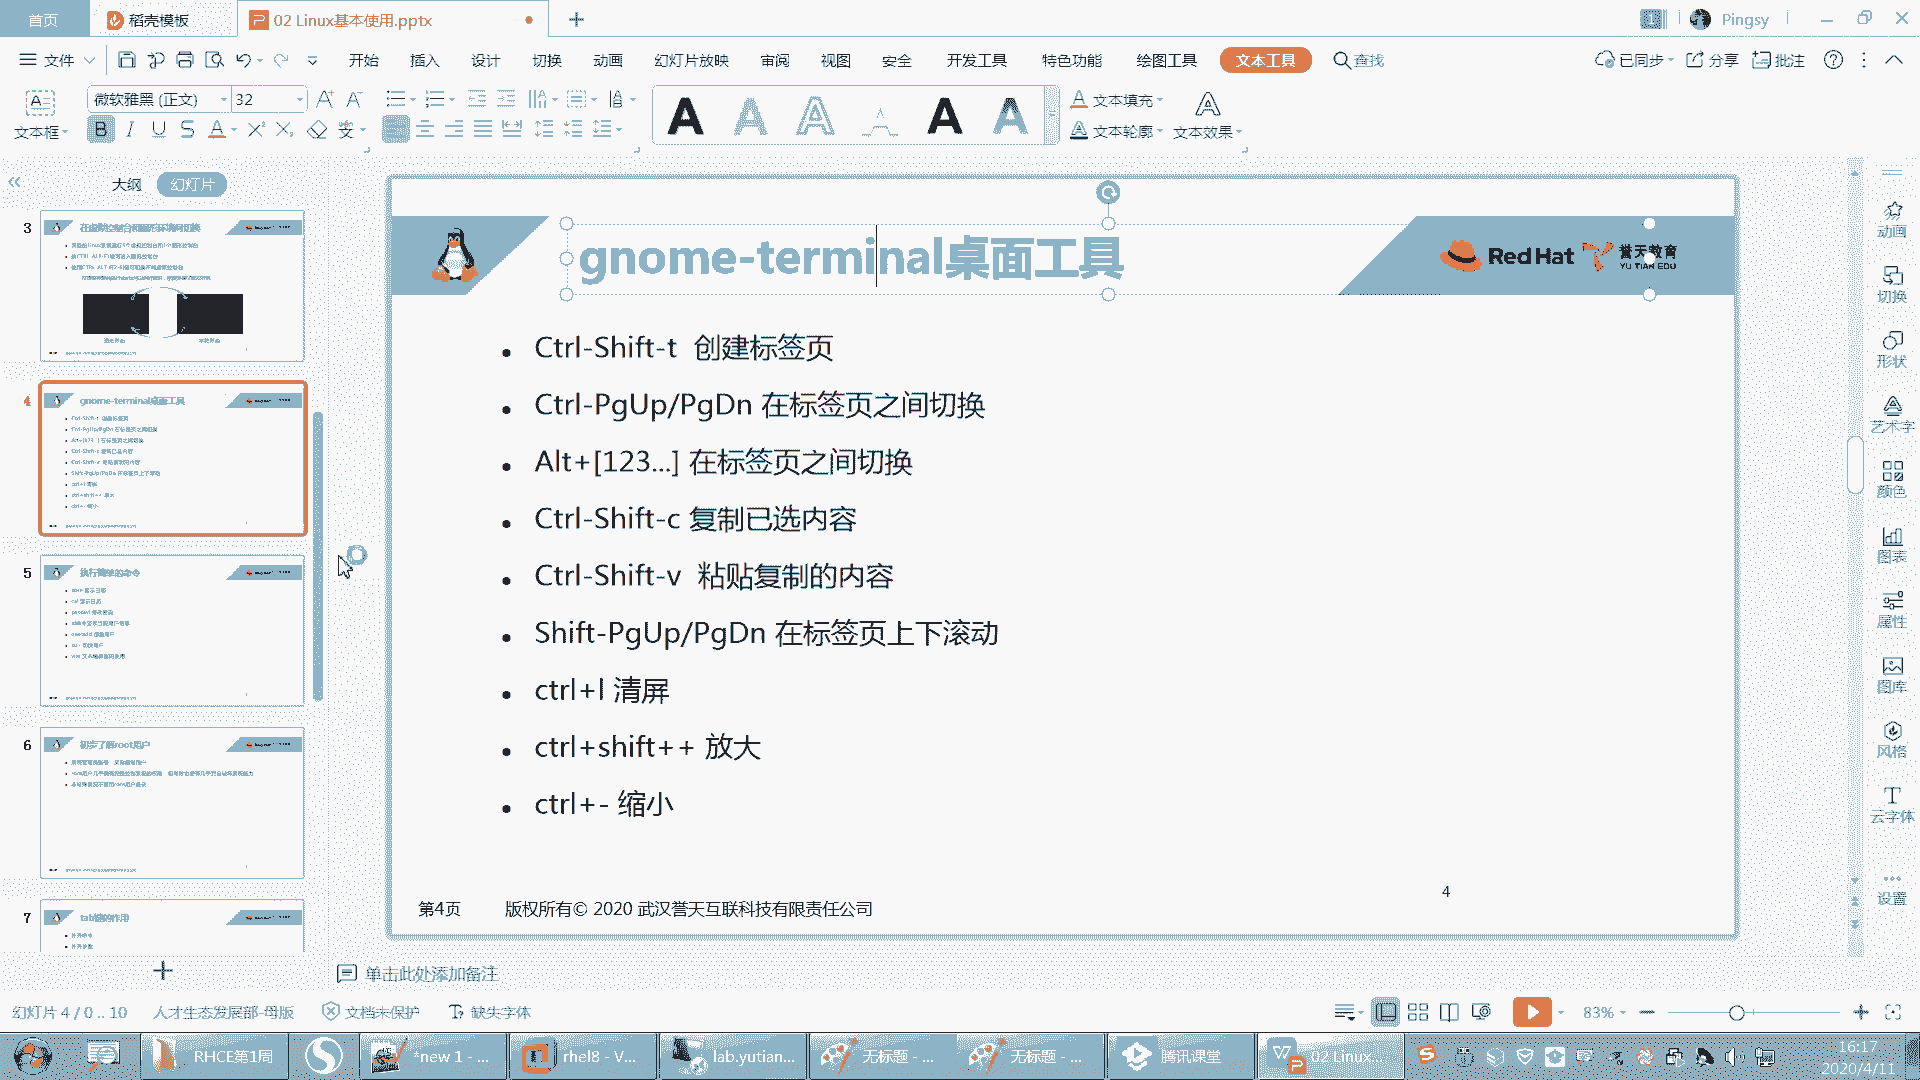 首页
稻壳模板
02 Linux基本使用.pptx
Pingsy
文件
开始 插入 设计 切换 动画 幻灯片放映 审阅 视图 安全 开发工具 特色功能 绘图工具 文本工具 查找
已同步 分享 批注
文本框
微软雅黑 (正文) 32
文本填充
文本轮廓 文本效果
大纲 幻灯片
3
4
gnome-terminal桌面工具
5
执行简单的命令
6
初步了解root用户
7
tab键的作用
gnome-terminal桌面工具
Red Hat 誉天教育
YU TIAN EDU
Ctrl-Shift-t 创建标签页
Ctrl-PgUp/PgDn 在标签页之间切换
Alt+[123...] 在标签页之间切换
Ctrl-Shift-c 复制已选内容
Ctrl-Shift-v 粘贴复制的内容
Shift-PgUp/PgDn 在标签页上下滚动
ctrl+l 清屏
ctrl+shift++ 放大
ctrl+- 缩小
4
第4页 版权所有© 2020 武汉誉天互联科技有限责任公司
动画
切换
形状
艺术字
颜色
图表
属性
图库
风格
云字体
设置
单击此处添加备注
幻灯片 4 / 0 .. 10 人才生态发展部-母版 文档未保护 缺失字体
83%
RHCE第1周
*new 1 - ...
rhel8 - V...
lab.yutian...
无标题 - ...
无标题 - ...
腾讯课堂
02 Linux...
16:17
2020/4/11